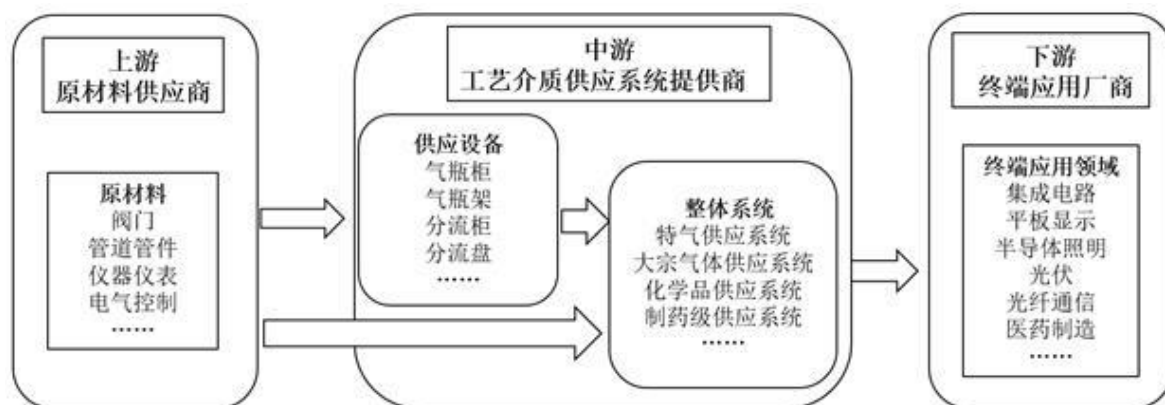 上游
原材料供应商
原材料
阀门
管道管件
仪器仪表
电气控制
……
中游
工艺介质供应系统提供商
供应设备
气瓶柜
气瓶架
分流柜
分流盘
……
整体系统
特气供应系统
大宗气体供应系统
化学品供应系统
制药级供应系统
……
下游
终端应用厂商
终端应用领域
集成电路
平板显示
半导体照明
光伏
光纤通信
医药制造
……